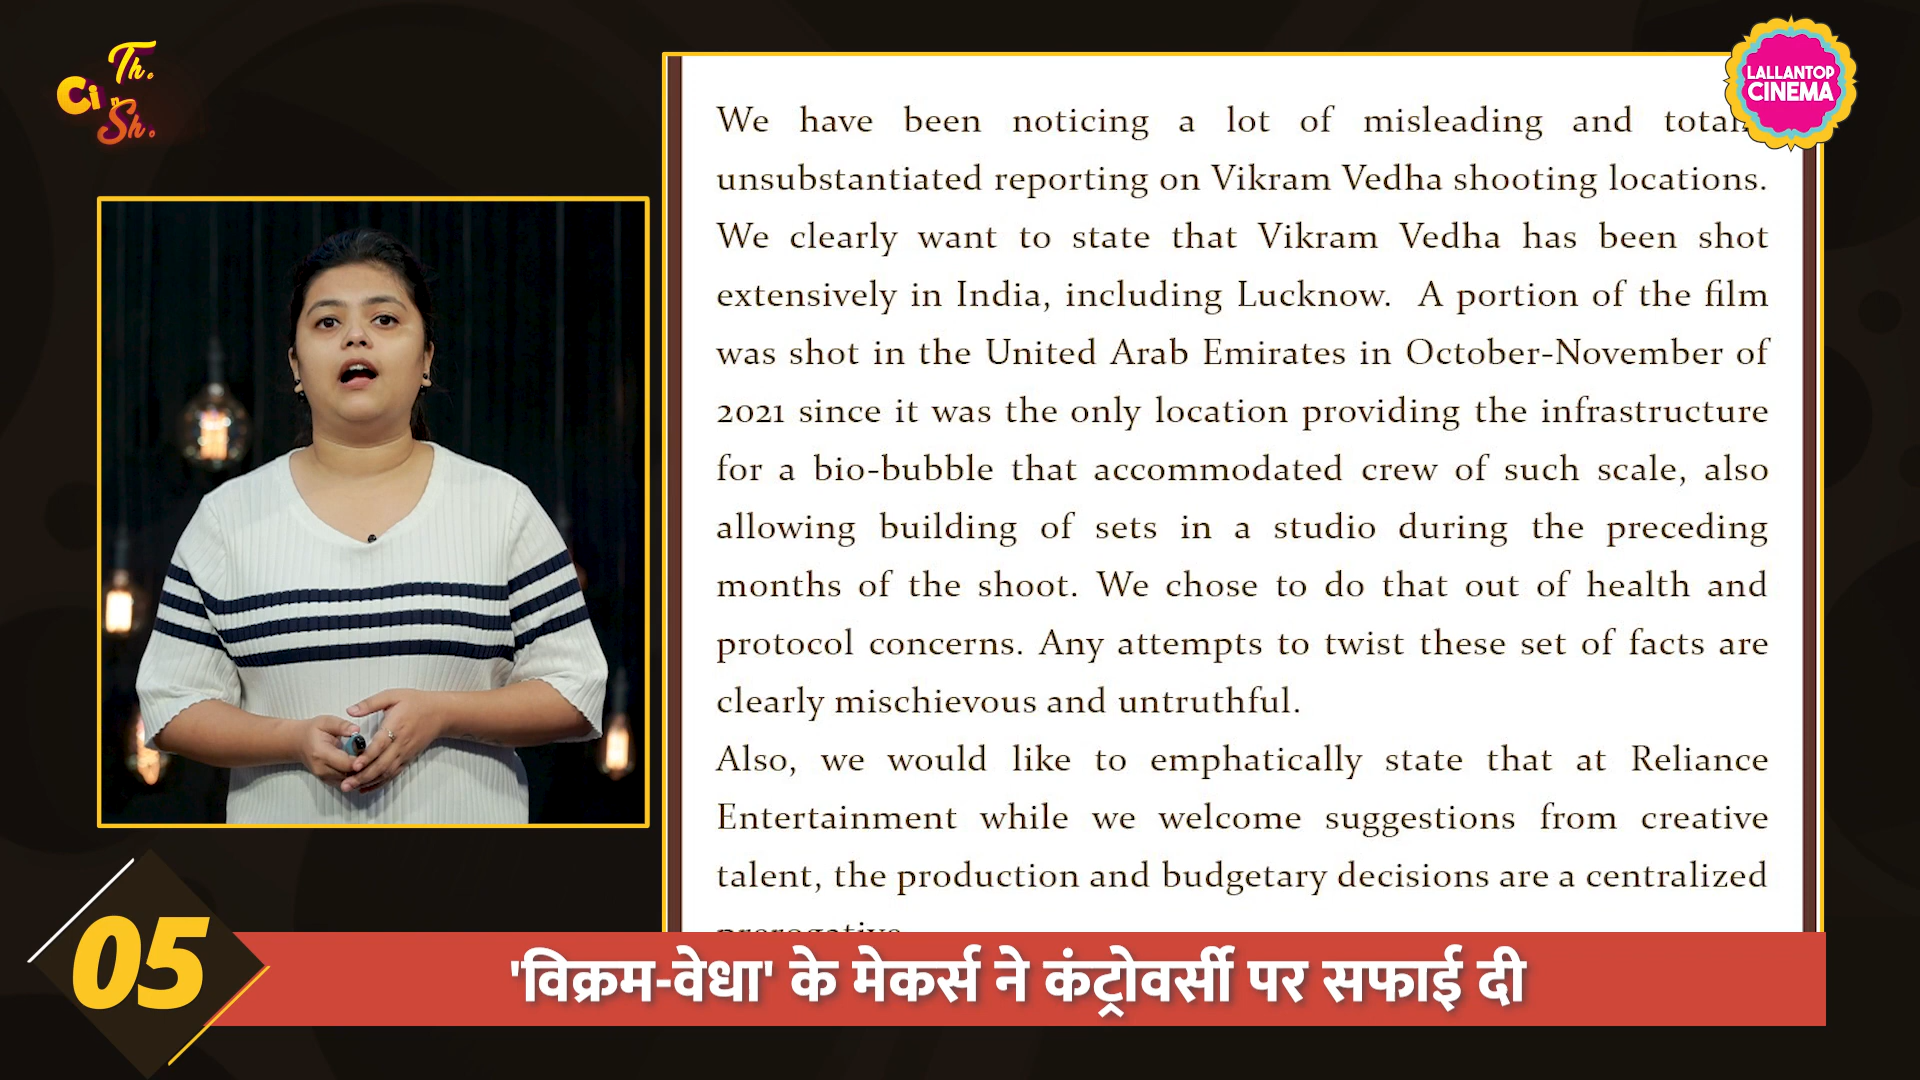 Th.
Ci
Sh.
LALLANTOP
CINEMA
We have been noticing a lot of misleading and
unsubstantiated reporting on Vikram Vedha shooting locations.
We clearly want to state that Vikram Vedha has been shot
extensively in India, including Lucknow. A portion of the film
was shot in the United Arab Emirates in October-November of
2021 since it was the only location providing the infrastructure
for a bio-bubble that accommodated crew of such scale, also
allowing building of sets in a studio during the preceding
months of the shoot. We chose to do that out of health and
protocol concerns. Any attempts to twist these set of facts are
clearly mischievous and untruthful.
Also, we would like to emphatically state that at Reliance
Entertainment while we welcome suggestions from creative
talent, the production and budgetary decisions are a centralized
05
'विक्रम-वेधा' के मेकर्स ने कंट्रोवर्सी पर सफाई दी